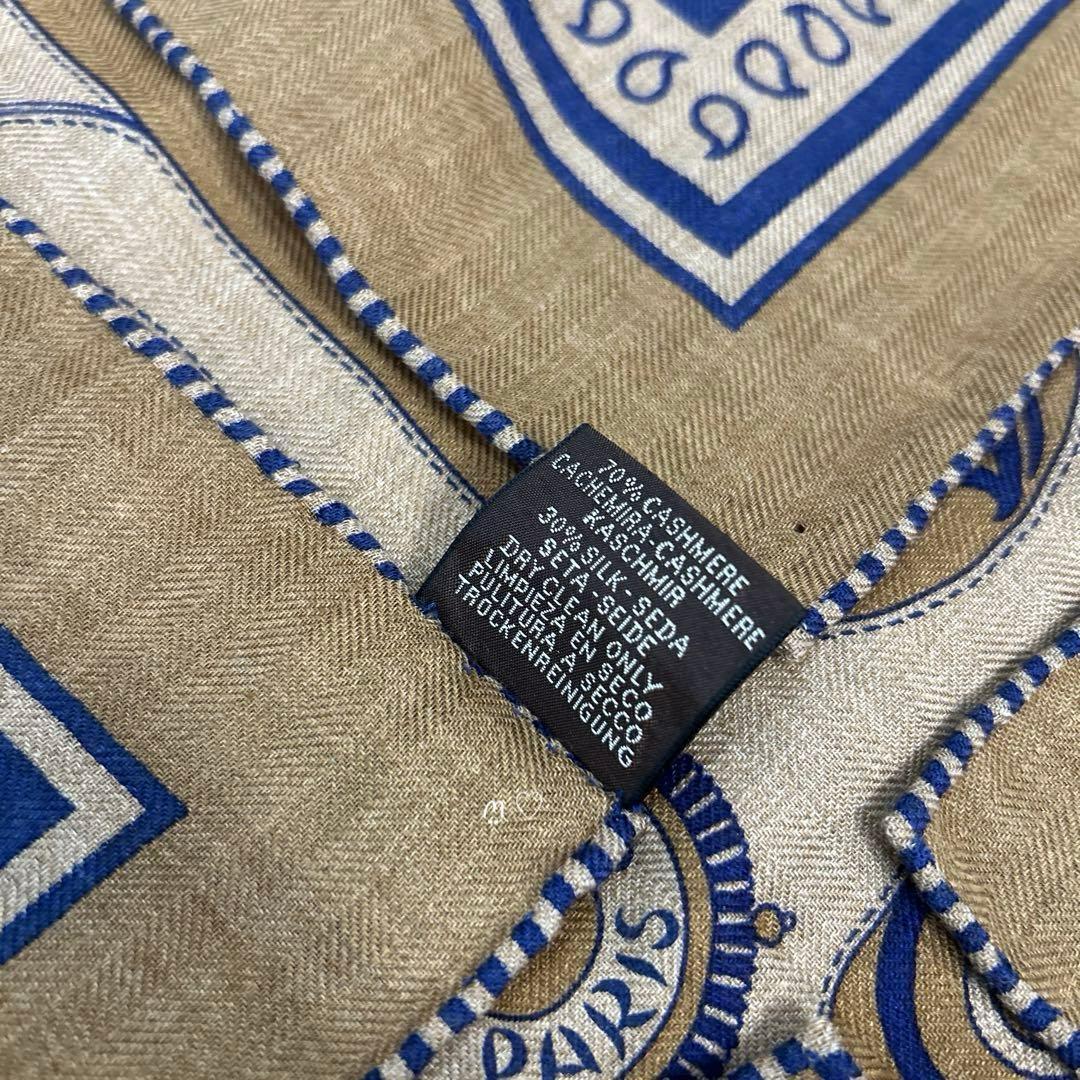 70% CASHMERE
CACHEMIRA-CASHMERE
KASCHMIR
30% SILK - SEDA
SETA - SEIDE
DRY CLEAN ONLY
LIMPIEZA EN SECO
PULITURA A SECCO
TROCKENREINIGUNG
PARIS